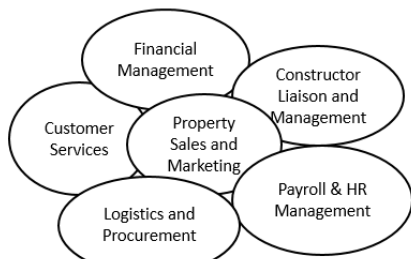 Financial
Management
Constructor
Liaison and
Management
Customer
Services
Property
Sales and
Marketing
Payroll & HR
Management
Logistics and
Procurement